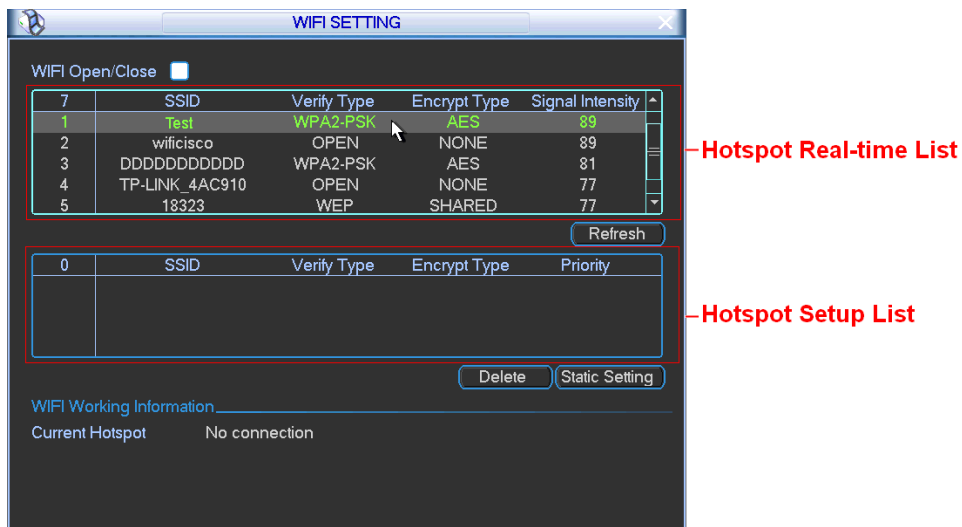 WIFI SETTING
WIFI Open/Close
7 SSID Verify Type Encrypt Type Signal Intensity
1 Test WPA2-PSK AES 89
2 wificisco OPEN NONE 89
3 DDDDDDDDDDD WPA2-PSK AES 81
4 TP-LINK_4AC910 OPEN NONE 77
5 18323 WEP SHARED 77
Hotspot Real-time List
Refresh
0 SSID Verify Type Encrypt Type Priority
Hotspot Setup List
Delete Static Setting
WIFI Working Information
Current Hotspot No connection